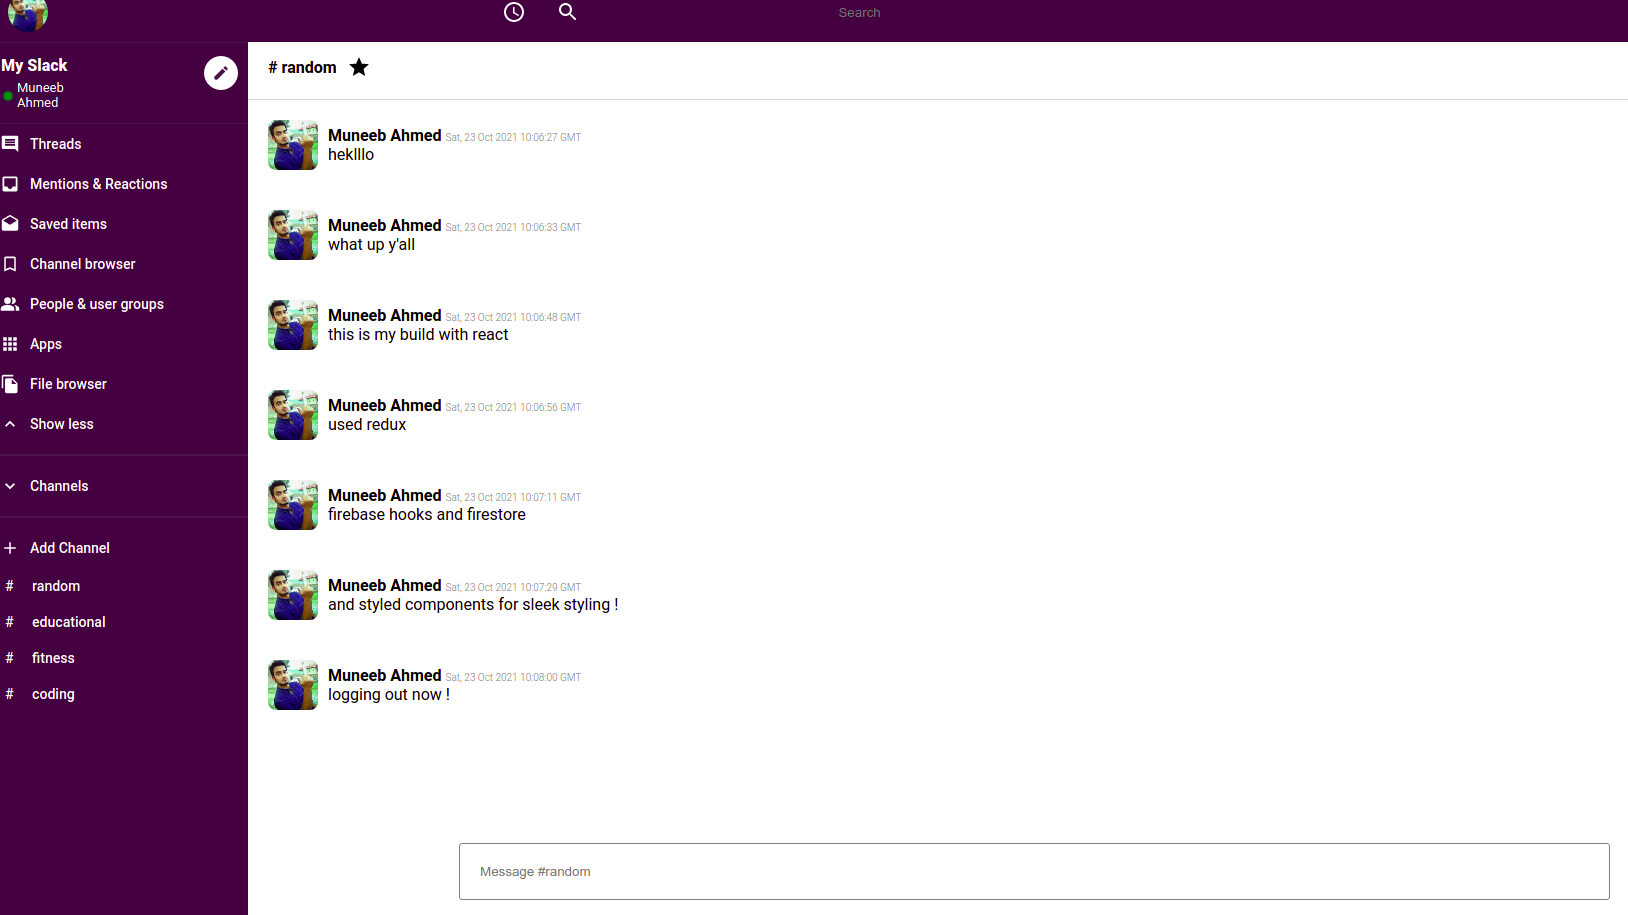 Search
My Slack
Muneeb
Ahmed
Threads
Mentions & Reactions
Saved items
Channel browser
People & user groups
Apps
File browser
Show less
Channels
Add Channel
# random
# educational
# fitness
# coding
# random
Muneeb Ahmed Sat, 23 Oct 2021 10:06:27 GMT
heklllo
Muneeb Ahmed Sat, 23 Oct 2021 10:06:33 GMT
what up y'all
Muneeb Ahmed Sat, 23 Oct 2021 10:06:48 GMT
this is my build with react
Muneeb Ahmed Sat, 23 Oct 2021 10:06:56 GMT
used redux
Muneeb Ahmed Sat, 23 Oct 2021 10:07:11 GMT
firebase hooks and firestore
Muneeb Ahmed Sat, 23 Oct 2021 10:07:29 GMT
and styled components for sleek styling !
Muneeb Ahmed Sat, 23 Oct 2021 10:08:00 GMT
logging out now !
Message #random